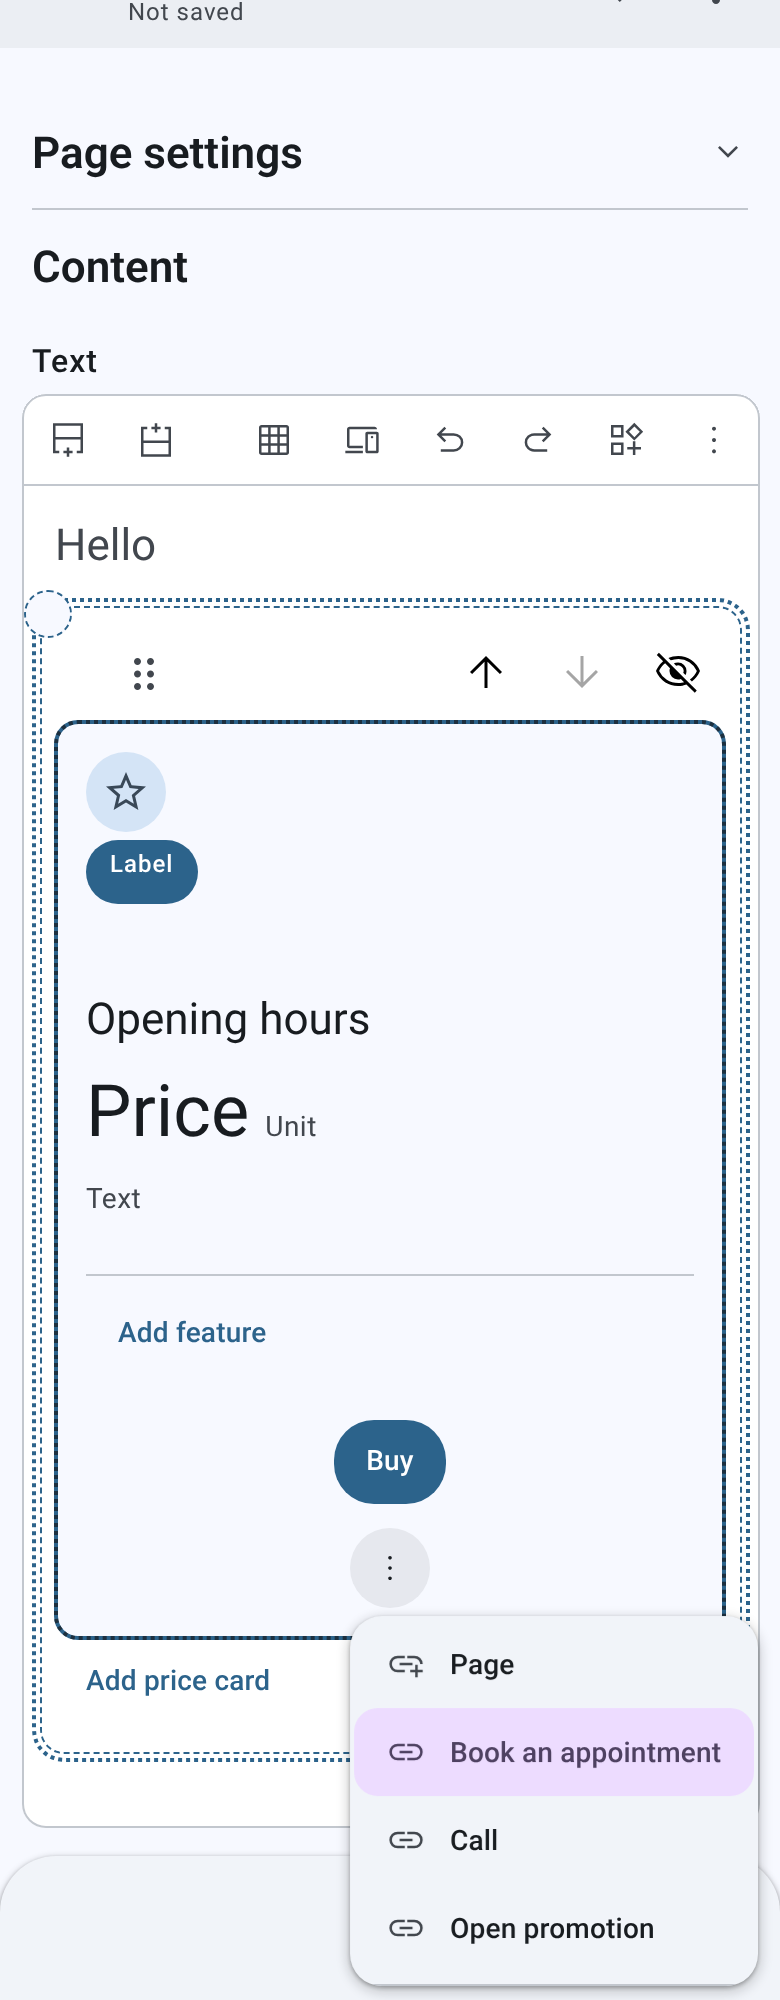 Not saved
Page settings
Content
Text
Hello
Label
Opening hours
Price Unit
Text
Add feature
Buy
Add price card
Page
Book an appointment
Call
Open promotion